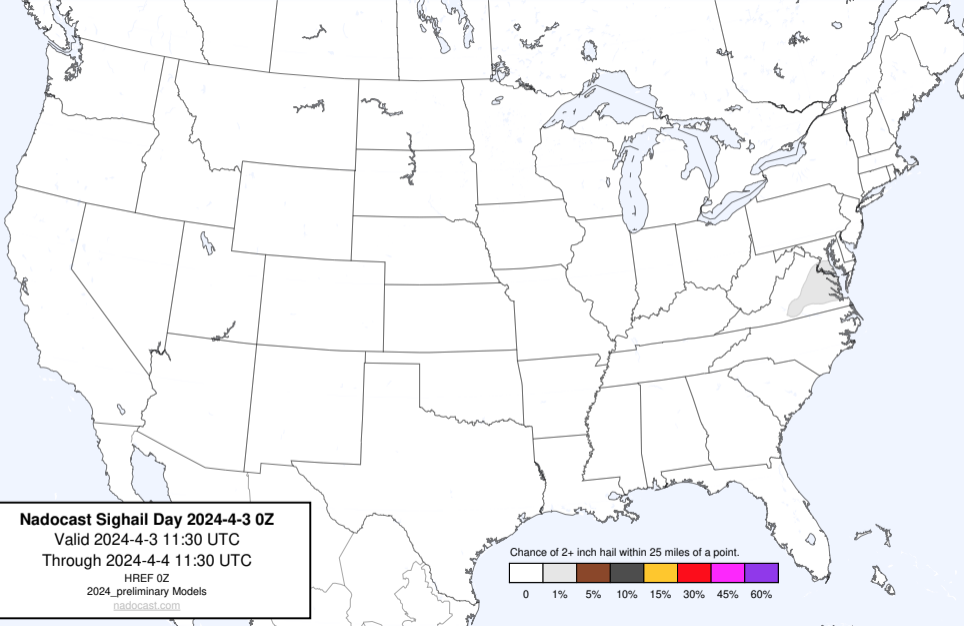 Nadocast Sighail Day 2024-4-3 0Z
Valid 2024-4-3 11:30 UTC
Through 2024-4-4 11:30 UTC
HREF 0Z
2024_preliminary Models
nadocast.com
Chance of 2+ inch hail within 25 miles of a point.
0 1% 5% 10% 15% 30% 45% 60%